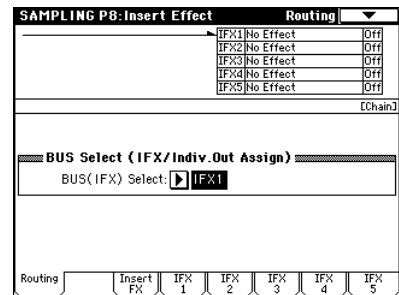 SAMPLING P8:Insert Effect Routing
IFX1 No Effect Off
IFX2 No Effect Off
IFX3 No Effect Off
IFX4 No Effect Off
IFX5 No Effect Off
[Chain]
BUS Select (IFX/Indiv.Out Assign)
BUS(IFX) Select: IFX1
Routing Insert FX IFX 1 IFX 2 IFX 3 IFX 4 IFX 5